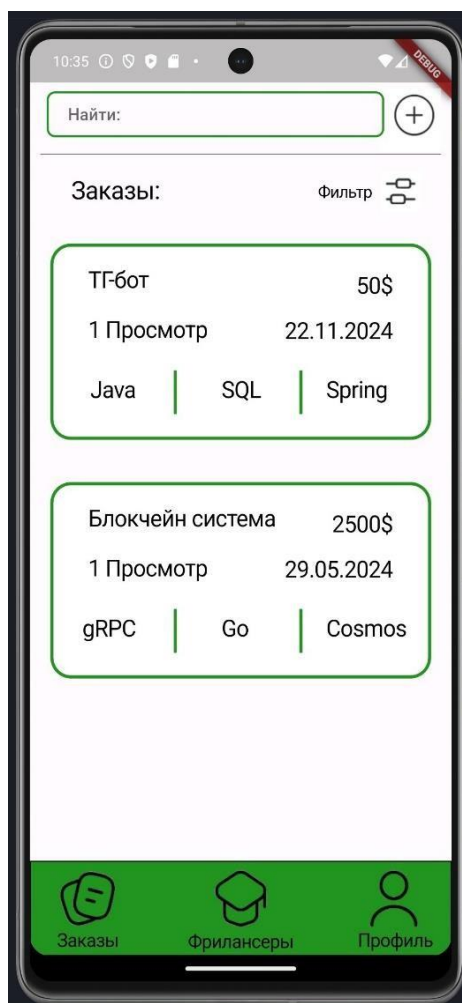 10:35
DEBUG
Найти:
Заказы:
Фильтр
ТГ-бот
50$
1 Просмотр
22.11.2024
Java
SQL
Spring
Блокчейн система
2500$
1 Просмотр
29.05.2024
gRPC
Go
Cosmos
Заказы
Фрилансеры
Профиль